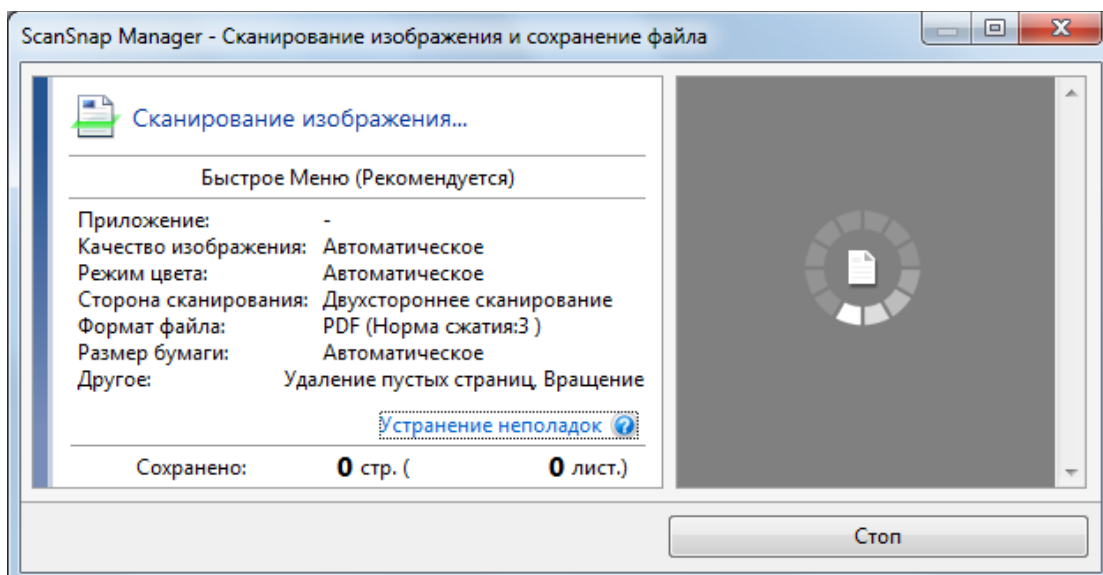 ScanSnap Manager - Сканирование изображения и сохранение файла
Сканирование изображения...
Быстрое Меню (Рекомендуется)
Приложение: -
Качество изображения: Автоматическое
Режим цвета: Автоматическое
Сторона сканирования: Двухстороннее сканирование
Формат файла: PDF (Норма сжатия:3 )
Размер бумаги: Автоматическое
Другое: Удаление пустых страниц, Вращение
Устранение неполадок ?
Сохранено: 0 стр. ( 0 лист.)
Стоп